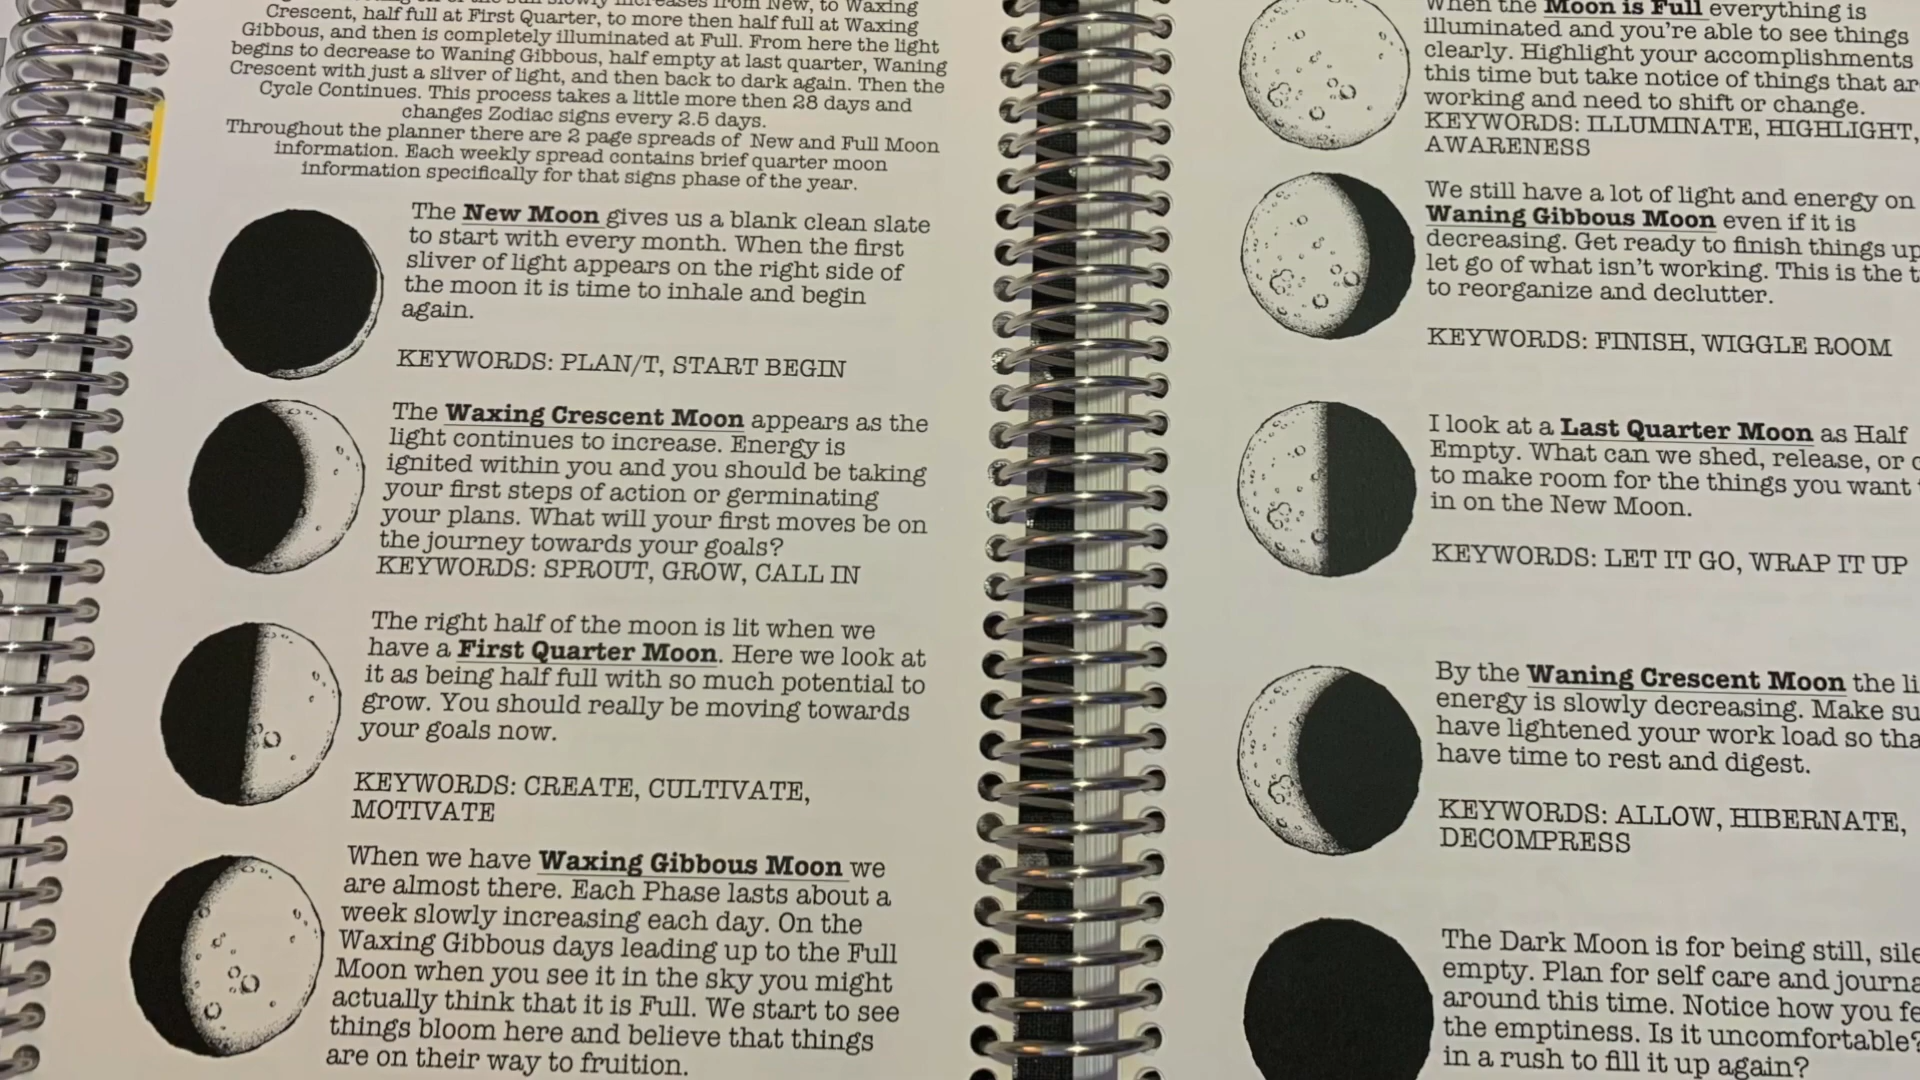 slowly increases from New, to Waxing
Crescent, half full at First Quarter, to more then half full at Waxing
Gibbous, and then is completely illuminated at Full. From here the light
begins to decrease to Waning Gibbous, half empty at last quarter, Waning
Crescent with just a sliver of light, and then back to dark again. Then the
Cycle Continues. This process takes a little more then 28 days and
changes Zodiac signs every 2.5 days.
Throughout the planner there are 2 page spreads of New and Full Moon
information. Each weekly spread contains brief quarter moon
information specifically for that signs phase of the year.
The New Moon gives us a blank clean slate
to start with every month. When the first
sliver of light appears on the right side of
the moon it is time to inhale and begin
again.
KEYWORDS: PLAN/T, START BEGIN
The Waxing Crescent Moon appears as the
light continues to increase. Energy is
ignited within you and you should be taking
your first steps of action or germinating
your plans. What will your first moves be on
the journey towards your goals?
KEYWORDS: SPROUT, GROW, CALL IN
The right half of the moon is lit when we
have a First Quarter Moon. Here we look at
it as being half full with so much potential to
grow. You should really be moving towards
your goals now.
KEYWORDS: CREATE, CULTIVATE,
MOTIVATE
When we have Waxing Gibbous Moon we
are almost there. Each Phase lasts about a
week slowly increasing each day. On the
Waxing Gibbous days leading up to the Full
Moon when you see it in the sky you might
actually think that it is Full. We start to see
things bloom here and believe that things
are on their way to fruition.
When the Moon is Full everything is
illuminated and you're able to see things
clearly. Highlight your accomplishments
this time but take notice of things that
working and need to shift or change.
KEYWORDS: ILLUMINATE, HIGHLIGHT,
AWARENESS
We still have a lot of light and energy on
Waning Gibbous Moon even if it is
decreasing. Get ready to finish things up
let go of what isn't working. This is the
to reorganize and declutter.
KEYWORDS: FINISH, WIGGLE ROOM
I look at a Last Quarter Moon as Half
Empty. What can we shed, release, or
to make room for the things you want
in on the New Moon.
KEYWORDS: LET IT GO, WRAP IT UP
By the Waning Crescent Moon the
energy is slowly decreasing. Make
have lightened your work load so
have time to rest and digest.
KEYWORDS: ALLOW, HIBERNATE,
DECOMPRESS
The Dark Moon is for being still,
empty. Plan for self care and
around this time. Notice how you
the emptiness. Is it uncomfortable?
in a rush to fill it up again?